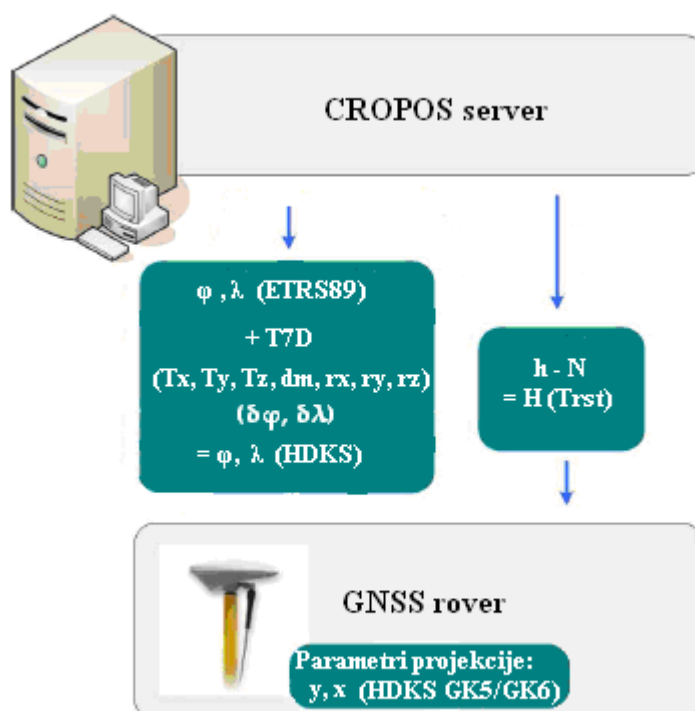 CROPOS server
φ , λ (ETRS89)
+ T7D
(Tx, Ty, Tz, dm, rx, ry, rz)
(δφ, δλ)
= φ, λ (HDKS)
h - N
= H (Trst)
GNSS rover
Parametri projekcije:
y, x (HDKS GK5/GK6)